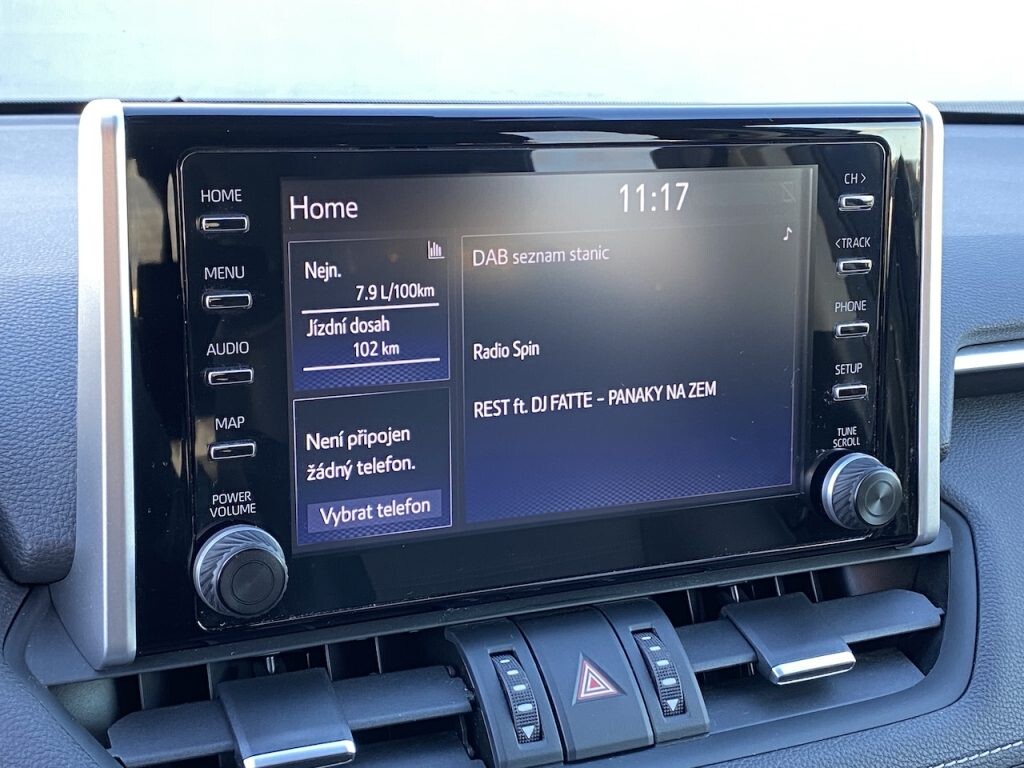 HOME
MENU
AUDIO
MAP
POWER
VOLUME
Home
11:17
Nejn.
7.9 L/100km
Jízdní dosah
102 km
Není připojen
žádný telefon.
Vybrat telefon
DAB seznam stanic
Radio Spin
REST ft. DJ FATTE - PANAKY NA ZEM
CH >
< TRACK
PHONE
SETUP
TUNE
SCROLL